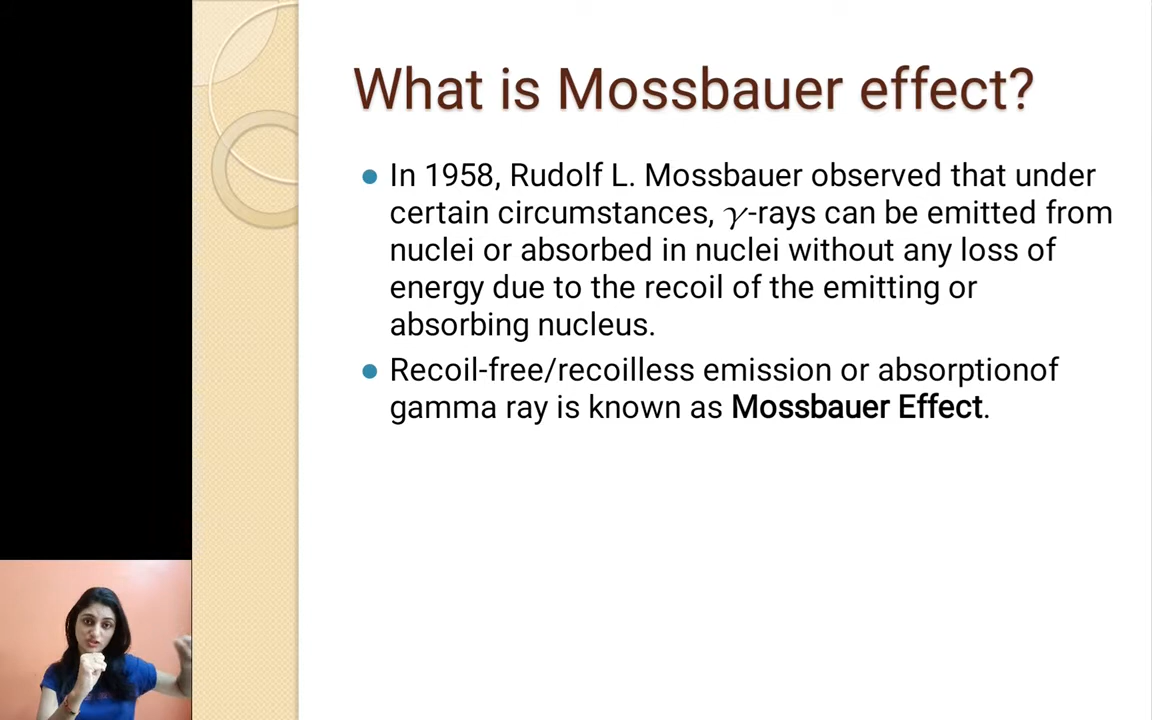 What is Mossbauer effect?
In 1958, Rudolf L. Mossbauer observed that under
certain circumstances, γ-rays can be emitted from
nuclei or absorbed in nuclei without any loss of
energy due to the recoil of the emitting or
absorbing nucleus.
Recoil-free/recoilless emission or absorptionof
gamma ray is known as Mossbauer Effect.